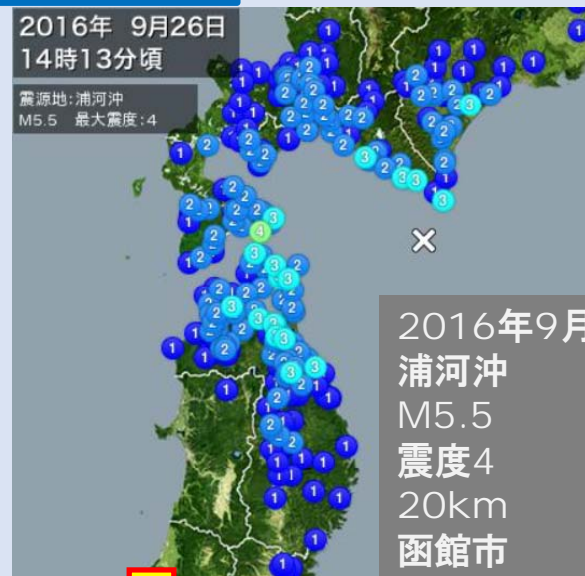 2016年 9月26日
14時13分頃
震源地:浦河沖
M5.5 最大震度:4
2016年9月
浦河沖
M5.5
震度4
20km
函館市